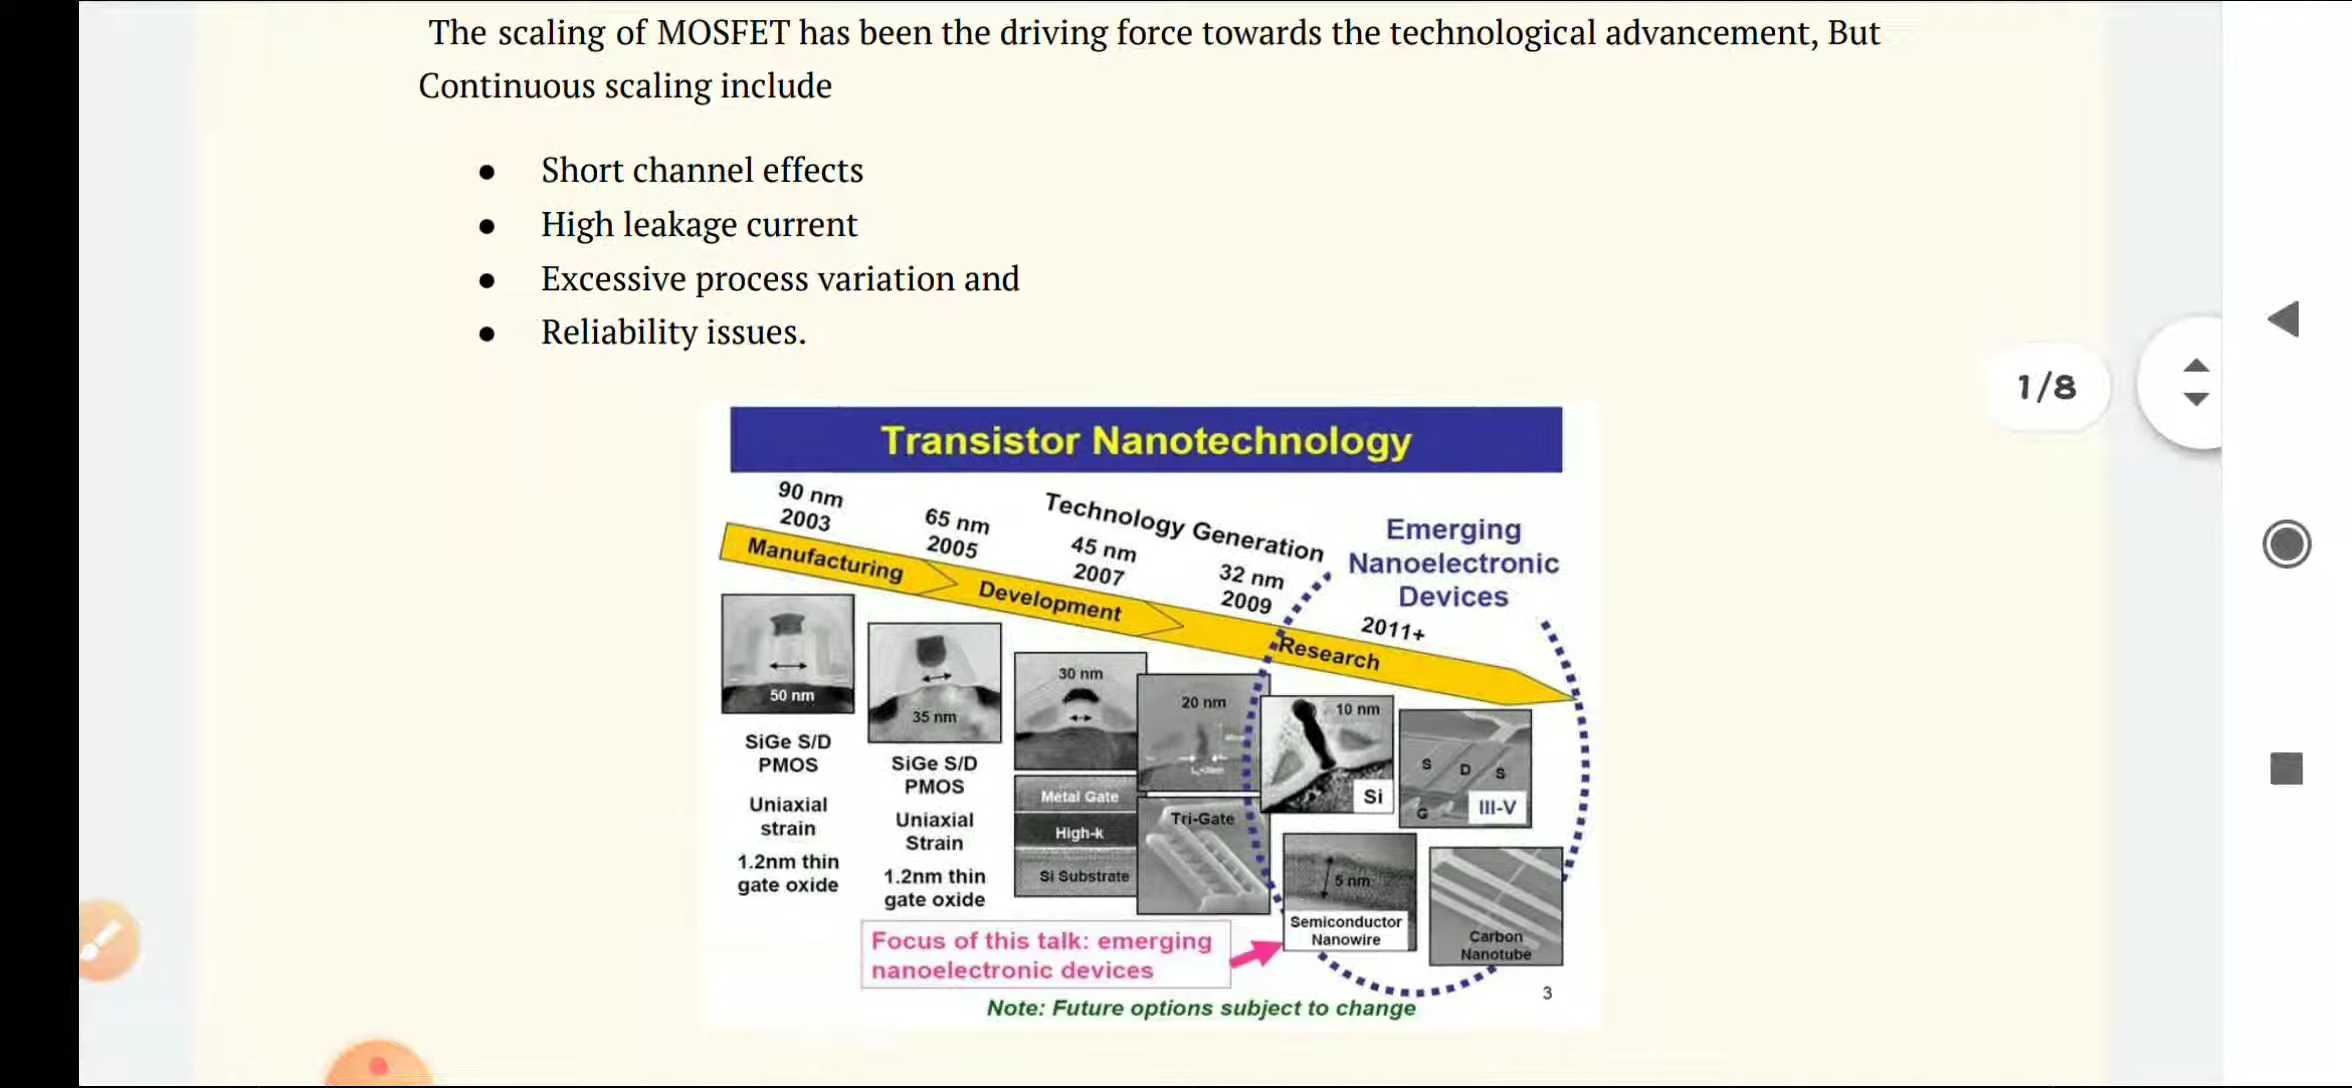 The scaling of MOSFET has been the driving force towards the technological advancement, But
Continuous scaling include
● Short channel effects
● High leakage current
● Excessive process variation and
● Reliability issues.
1/8
Transistor Nanotechnology
90 nm
2003
65 nm
2005
Technology Generation
45 nm
2007
32 nm
2009
Emerging
Nanoelectronic
Devices
2011+
Manufacturing
Development
Research
50 nm
SiGe S/D
PMOS
Uniaxial
strain
1.2nm thin
gate oxide
35 nm
SiGe S/D
PMOS
Uniaxial
Strain
1.2nm thin
gate oxide
30 nm
Metal Gate
High-k
Si Substrate
20 nm
Tri-Gate
10 nm
Si
S D S
G
III-V
5 nm
Semiconductor
Nanowire
Carbon
Nanotube
Focus of this talk: emerging
nanoelectronic devices
Note: Future options subject to change
3